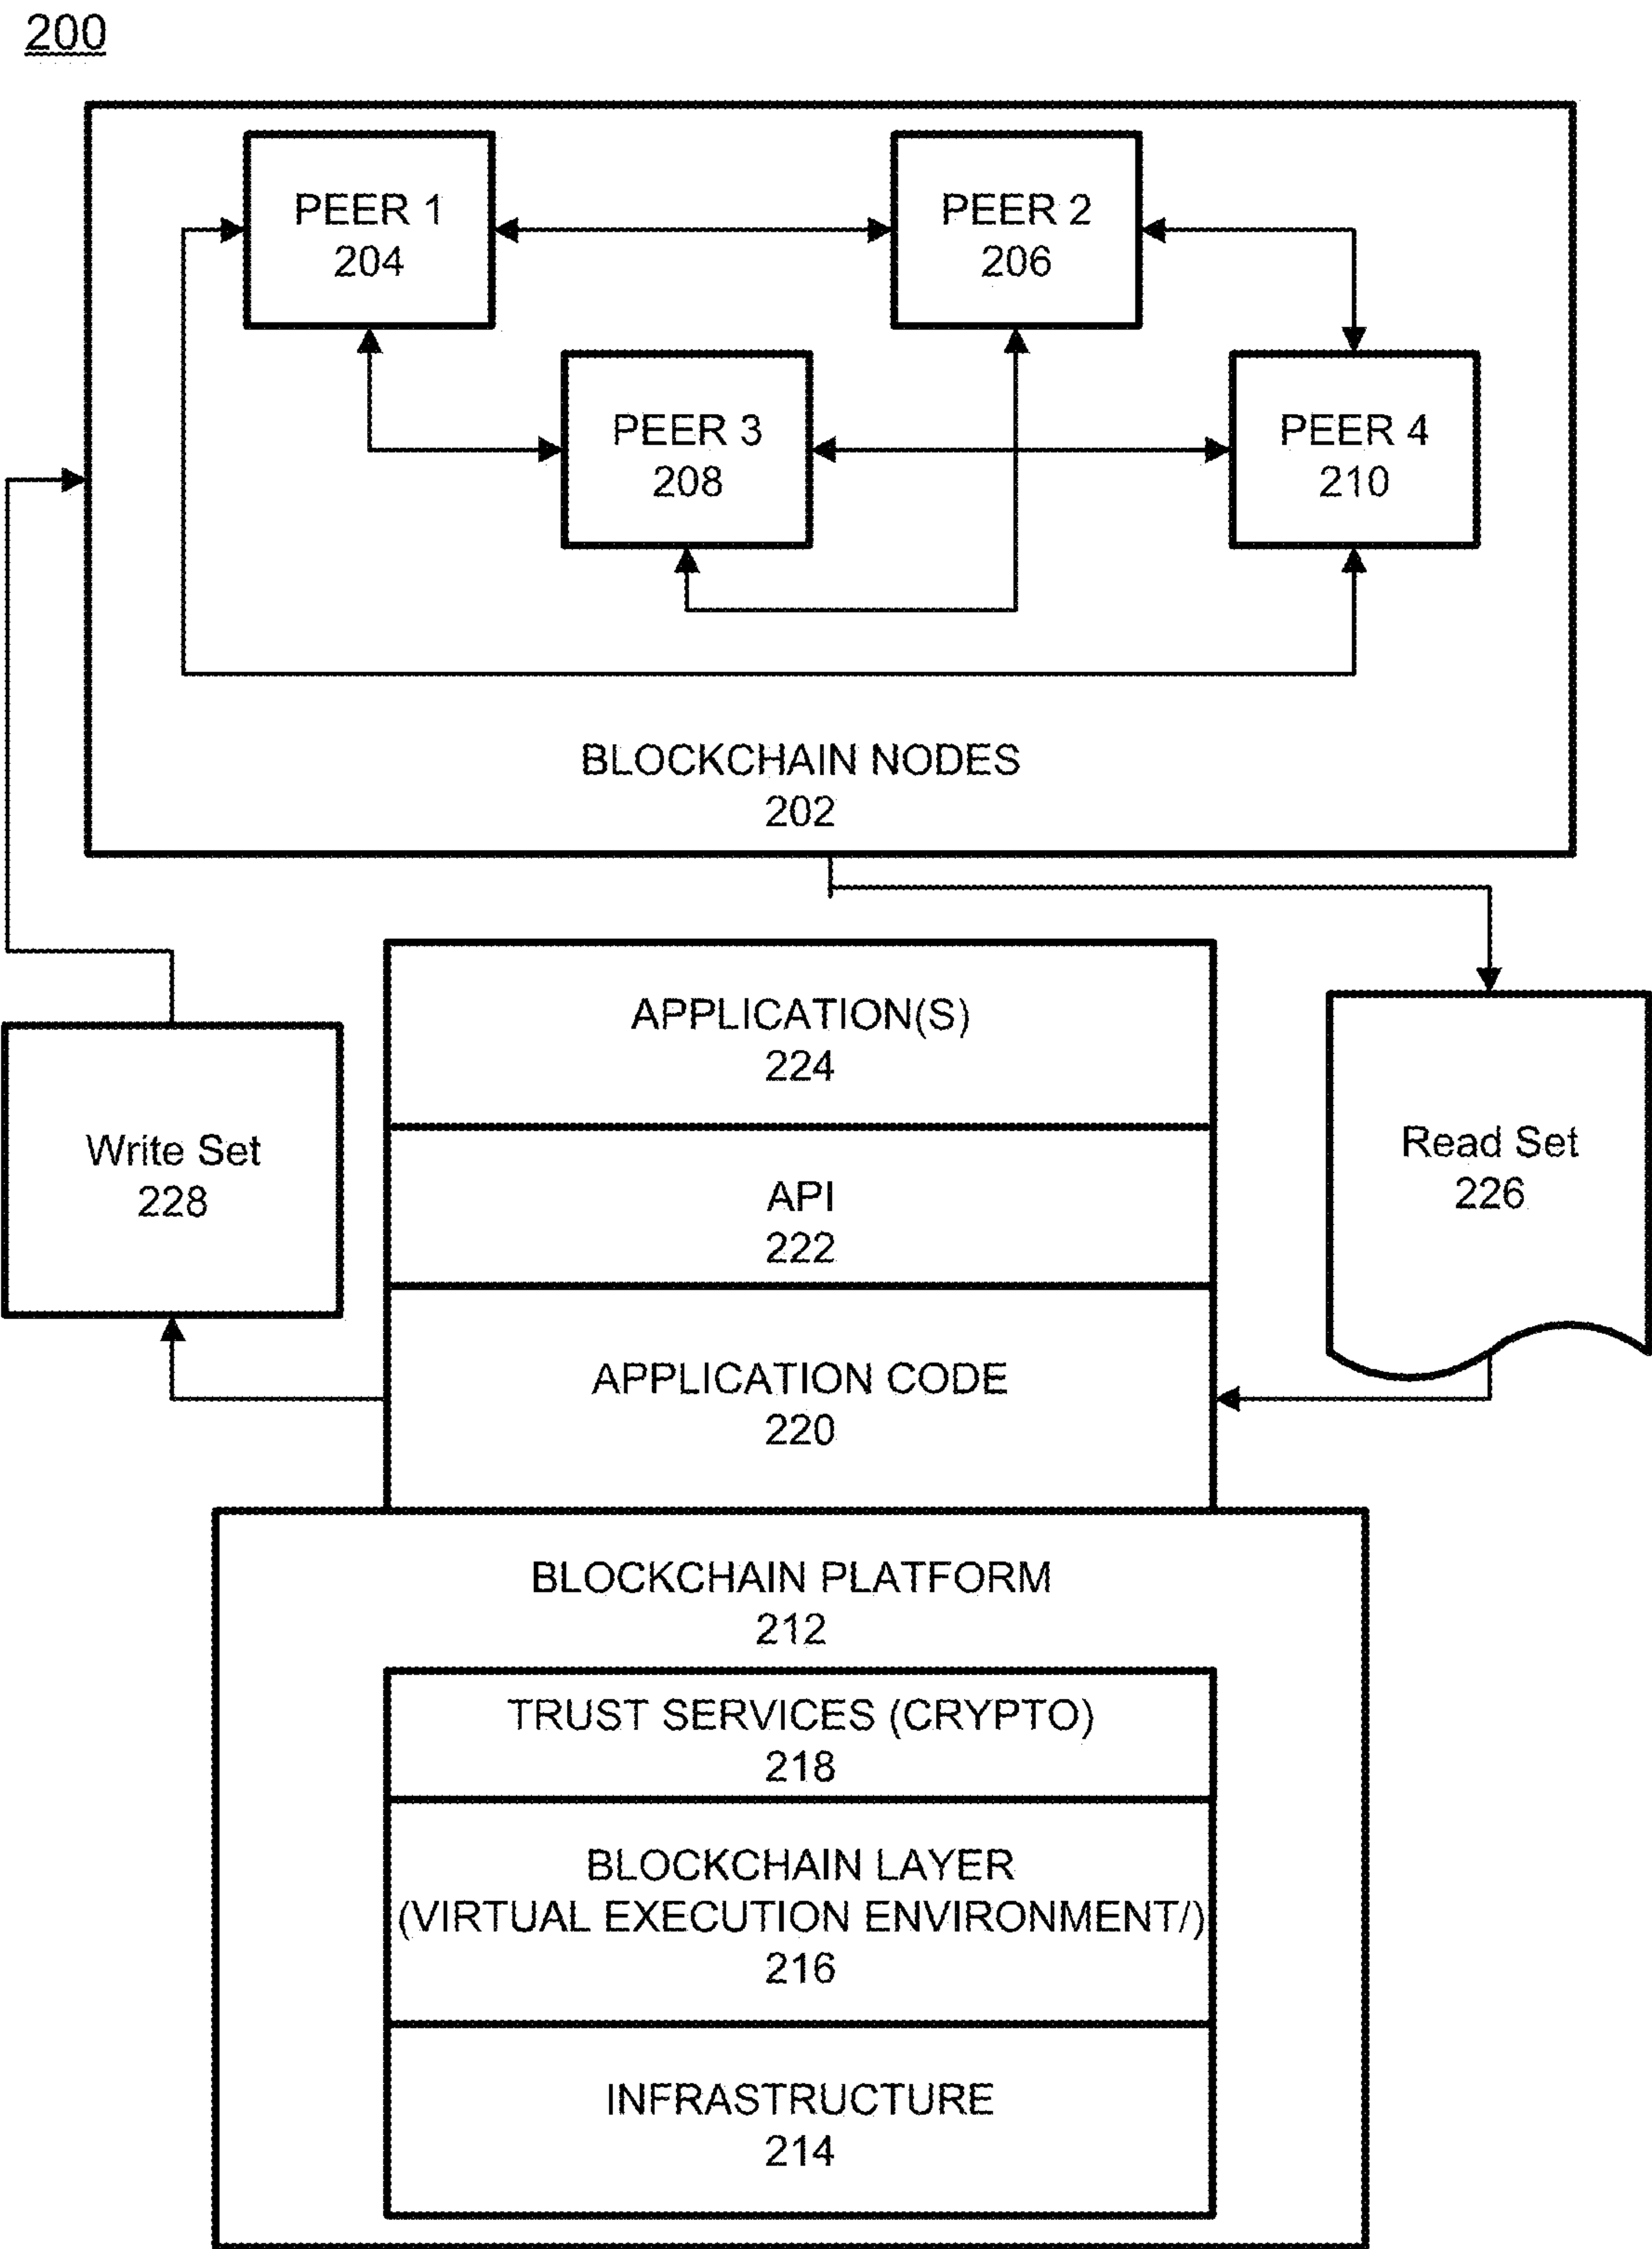 200
PEER 1
204
PEER 2
206
PEER 3
208
PEER 4
210
BLOCKCHAIN NODES
202
APPLICATION(S)
224
Write Set
228
API
222
Read Set
226
APPLICATION CODE
220
BLOCKCHAIN PLATFORM
212
TRUST SERVICES (CRYPTO)
218
BLOCKCHAIN LAYER
(VIRTUAL EXECUTION ENVIRONMENT/)
216
INFRASTRUCTURE
214